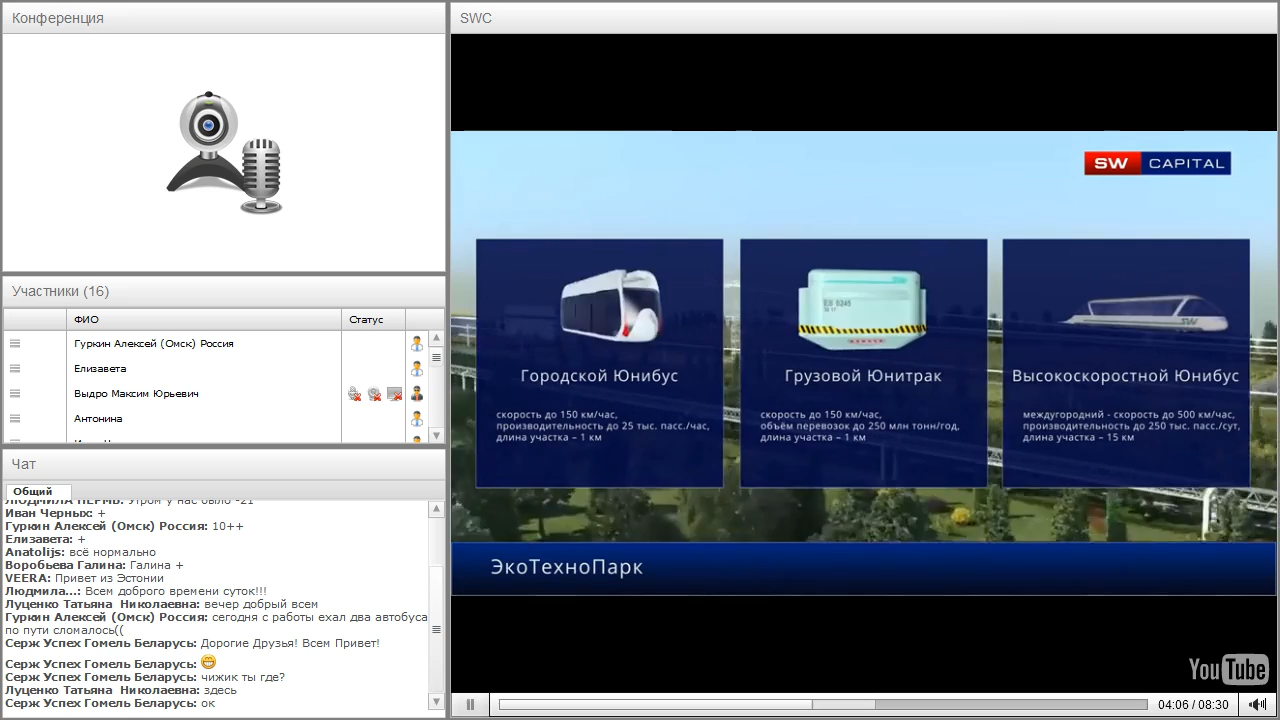 Конференция
SWC
SW CAPITAL
Городской Юнибус
скорость до 150 км/час,
производительность до 25 тыс. пасс./час,
длина участка – 1 км
Грузовой Юнитрак
скорость до 150 км/час,
объём перевозок до 250 млн тонн/год,
длина участка – 1 км
Высокоскоростной Юнибус
междугородний - скорость до 500 км/час,
производительность до 250 тыс. пасс./сут,
длина участка – 15 км
SW
ЭкоТехноПарк
YouTube
04:06 / 08:30
Участники (16)
ФИО Статус
Гуркин Алексей (Омск) Россия
Елизавета
Выдро Максим Юрьевич
Антонина
Чат
Общий
ЛЮДМИЛА ПЕРМЬ: Утром у нас было -21
Иван Черных: +
Гуркин Алексей (Омск) Россия: 10++
Елизавета: +
Anatolijs: всё нормально
Воробьева Галина: Галина +
VEERA: Привет из Эстонии
Людмила...: Всем доброго времени суток!!!
Луценко Татьяна Николаевна: вечер добрый всем
Гуркин Алексей (Омск) Россия: сегодня с работы ехал два автобуса
по пути сломалось((
Серж Успех Гомель Беларусь: Дорогие Друзья! Всем Привет!
Серж Успех Гомель Беларусь:
Серж Успех Гомель Беларусь: чижик ты где?
Луценко Татьяна Николаевна: здесь
Серж Успех Гомель Беларусь: ок